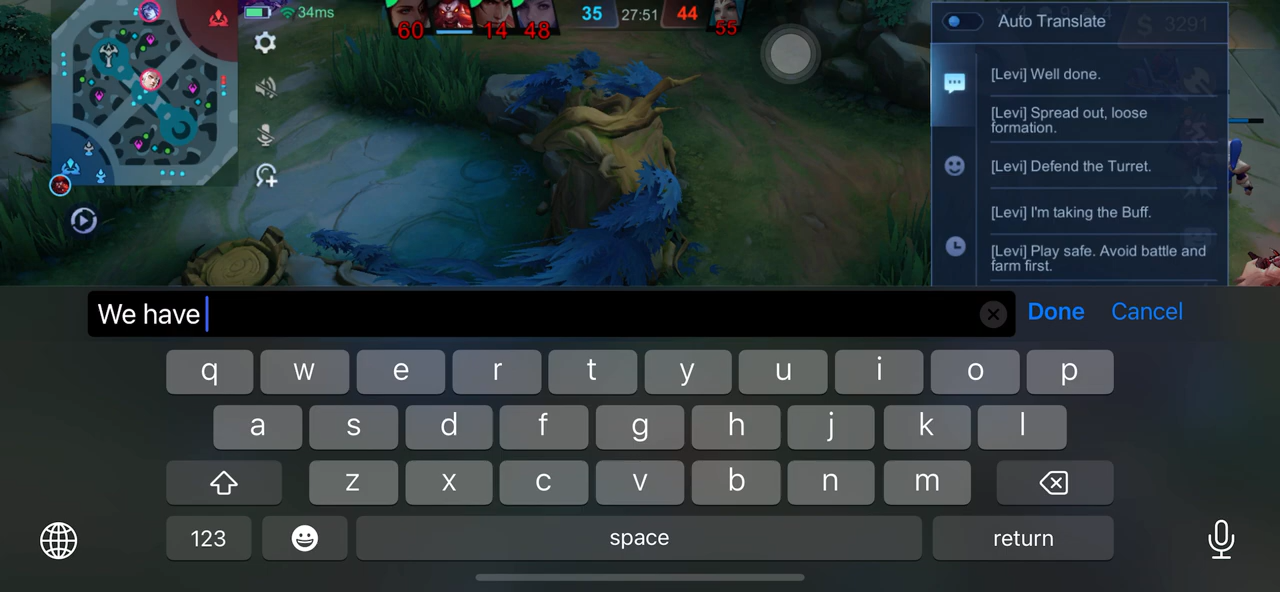 34ms
60
14
48
35
27:51
44
55
$ 3291
Auto Translate
[Levi] Well done.
[Levi] Spread out, loose
formation.
[Levi] Defend the Turret.
[Levi] I'm taking the Buff.
[Levi] Play safe. Avoid battle and
farm first.
We have
Done
Cancel
q w e r t y u i o p
a s d f g h j k l
z x c v b n m
123
space
return